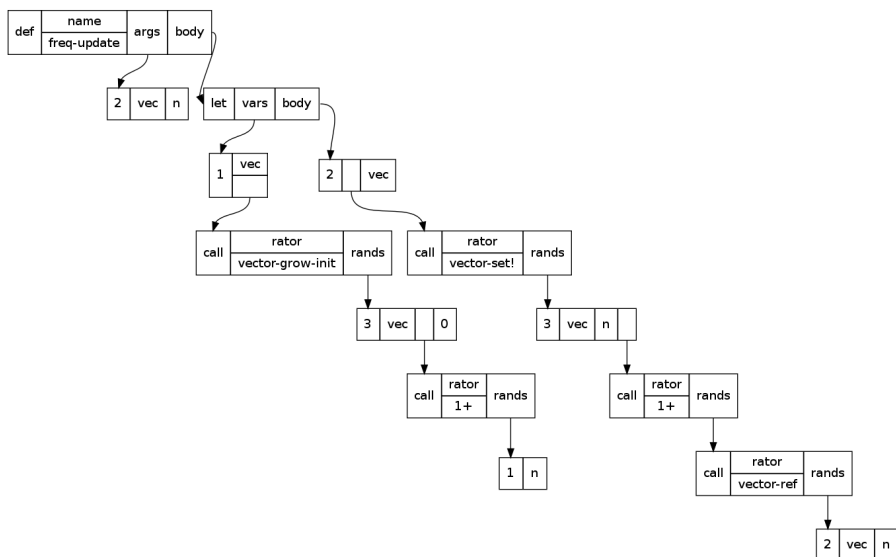 def name args body
freq-update
2 vec n
let vars body
1 vec
2 vec
call rator rands
vector-grow-init
call rator rands
vector-set!
3 vec 0
3 vec n
call rator rands
1+
call rator rands
1+
1 n
call rator rands
vector-ref
2 vec n